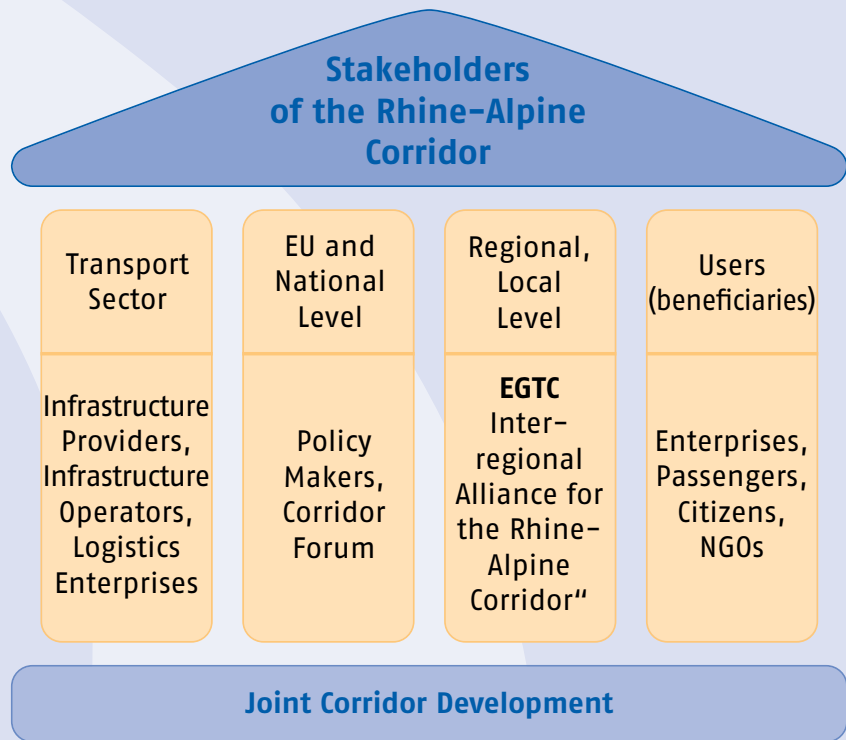 Stakeholders
of the Rhine–Alpine
Corridor
Transport
Sector
Infrastructure
Providers,
Infrastructure
Operators,
Logistics
Enterprises
EU and
National
Level
Policy
Makers,
Corridor
Forum
Regional,
Local
Level
EGTC
Inter–
regional
Alliance for
the Rhine–
Alpine
Corridor“
Users
(beneficiaries)
Enterprises,
Passengers,
Citizens,
NGOs
Joint Corridor Development